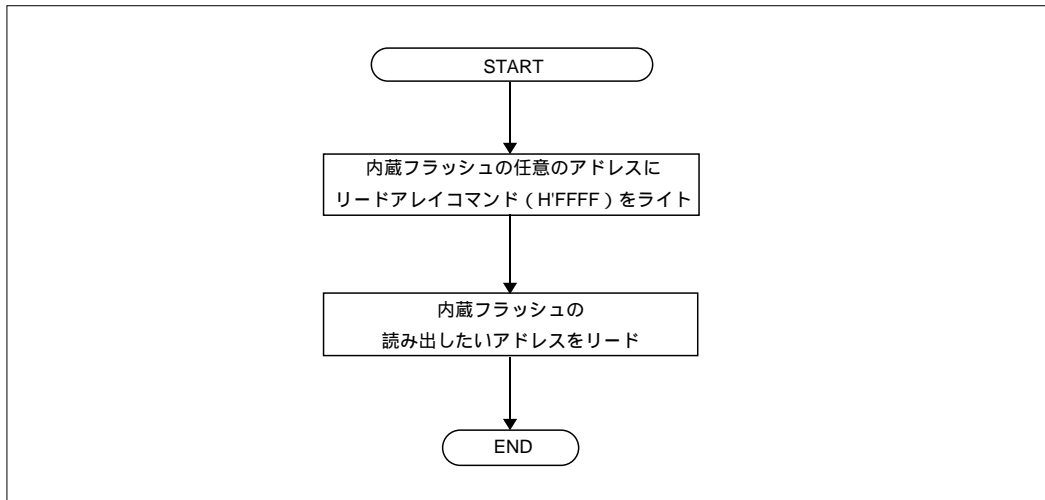 START
内蔵フラッシュの任意のアドレスに
リードアレイコマンド（H'FFFF）をライト
内蔵フラッシュの
読み出したいアドレスをリード
END